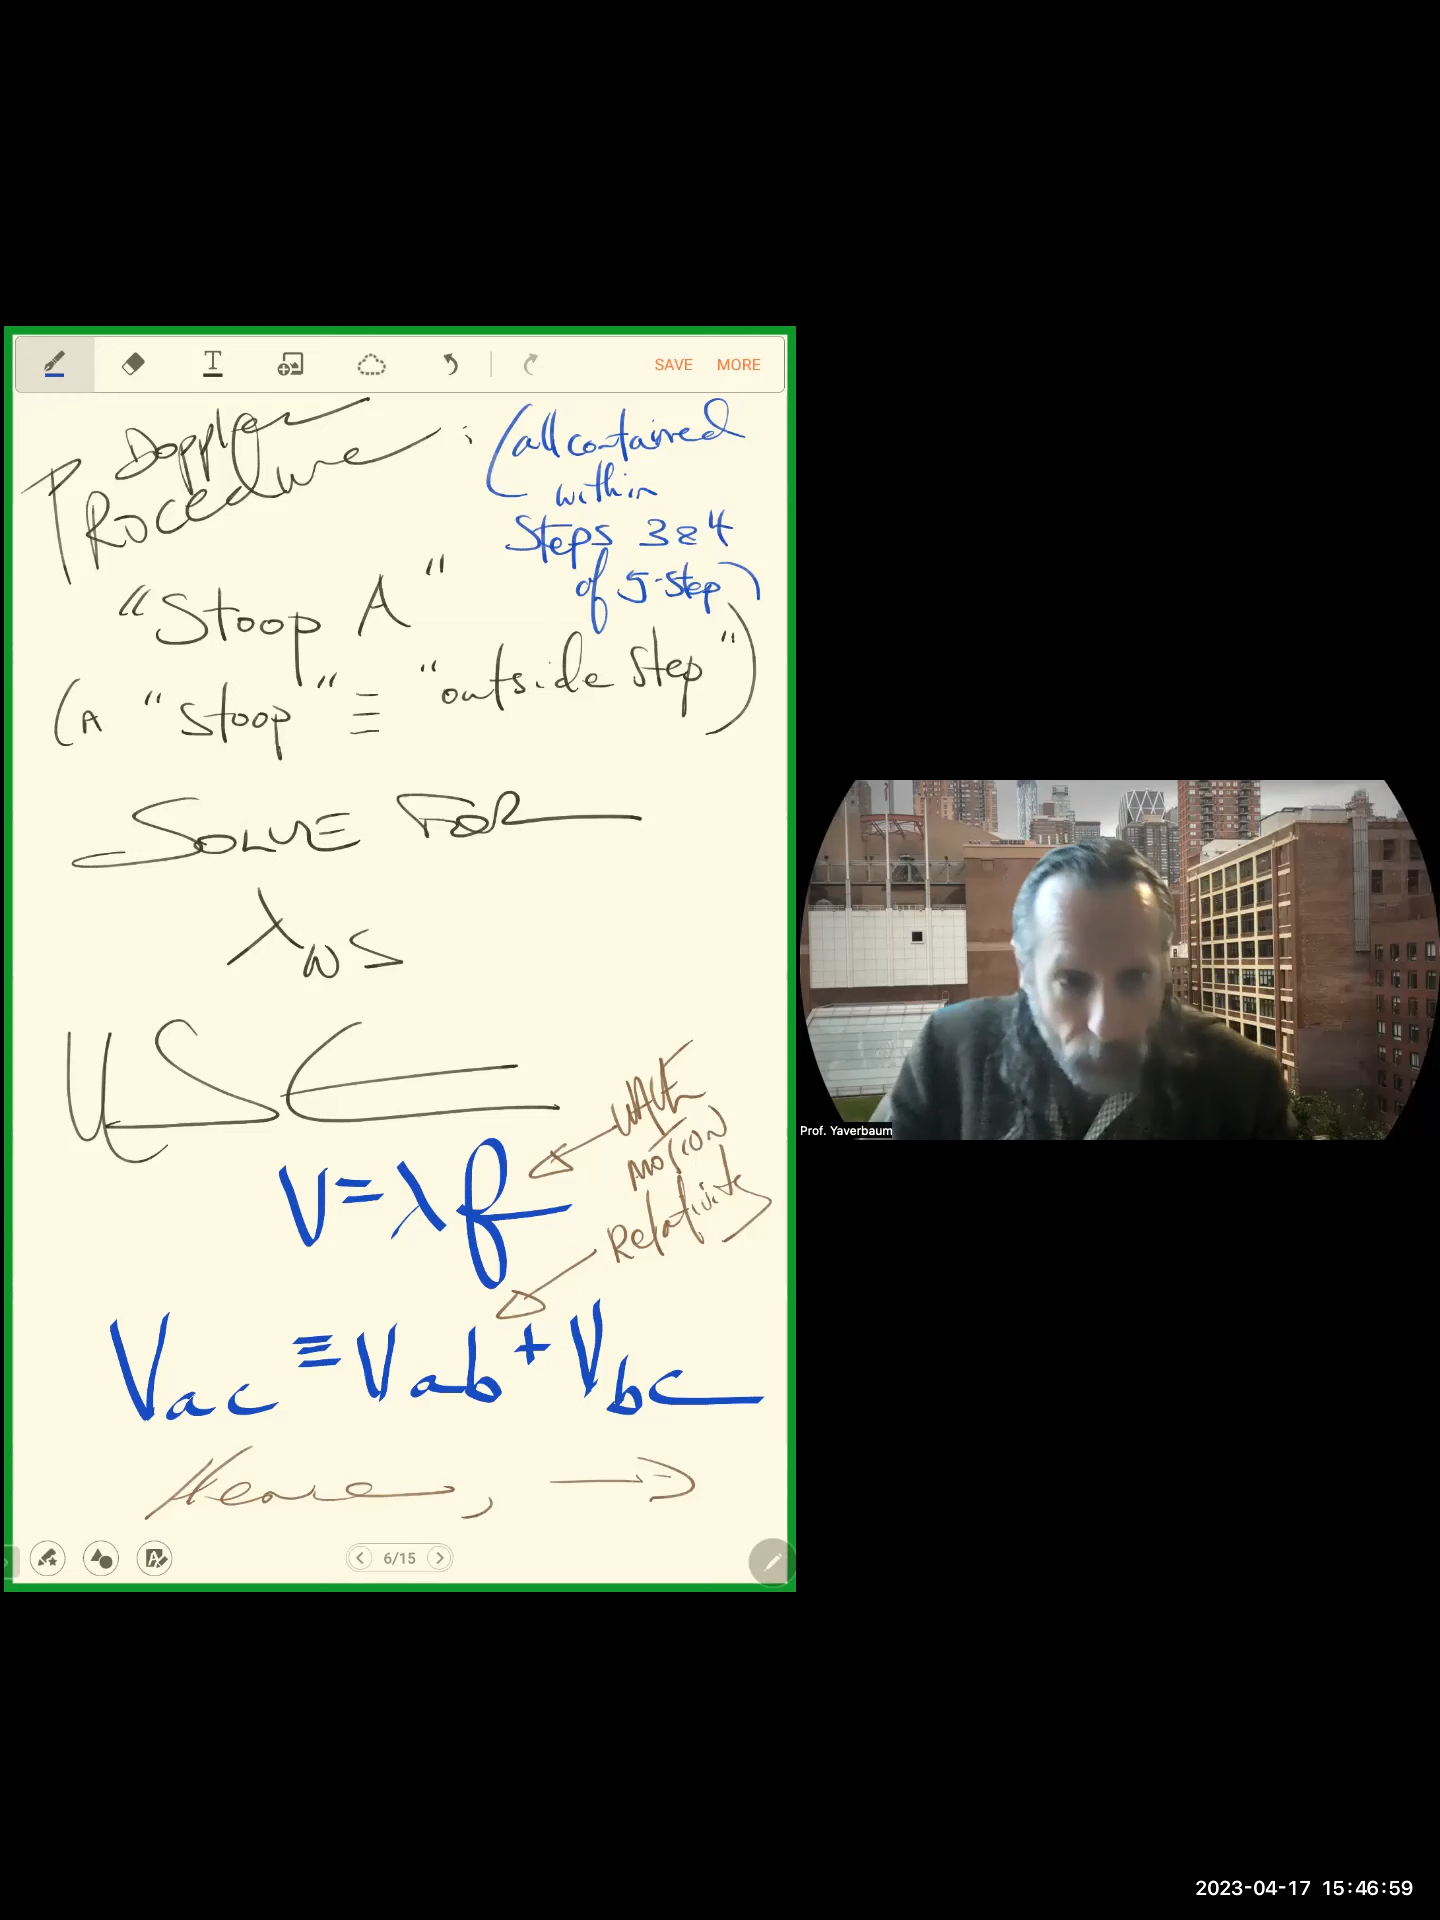 SAVE MORE
Doppler
PRocedure : (all contained
within
Steps 3 & 4
of 5-Step)
"Stoop A"
(A "Stoop" ≡ "outside Step")
SOLVE FOR
λws
USE
WAVE
V=λf
MOTION
Relativity
Vac ≡ Vab + Vbc
Hence, →
6/15
Prof. Yaverbaum
2023-04-17 15:46:59